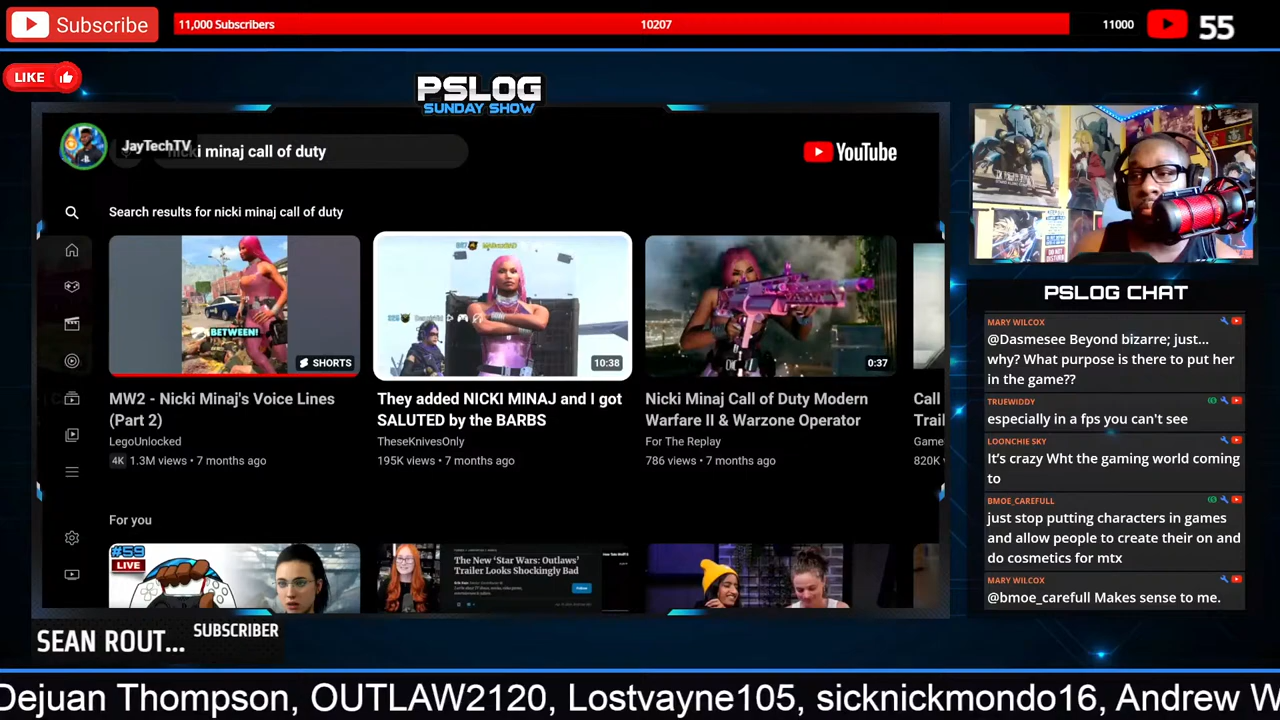 Subscribe
11,000 Subscribers
10207
11000
55
LIKE
PSLOG
SUNDAY SHOW
JayTechTV
nicki minaj call of duty
YouTube
Search results for nicki minaj call of duty
BETWEEN!
SHORTS
10:38
0:37
MW2 - Nicki Minaj's Voice Lines
(Part 2)
LegoUnlocked
4K 1.3M views • 7 months ago
They added NICKI MINAJ and I got
SALUTED by the BARBS
TheseKnivesOnly
195K views • 7 months ago
Nicki Minaj Call of Duty Modern
Warfare II & Warzone Operator
For The Replay
786 views • 7 months ago
Call
Trail
Game
820K
For you
#59
LIVE
The New 'Star Wars: Outlaws'
Trailer Looks Shockingly Bad
PSLOG CHAT
MARY WILCOX
@Dasmesee Beyond bizarre; just...
why? What purpose is there to put her
in the game??
TRUEWIDDY
especially in a fps you can't see
LOONCHIE SKY
It's crazy Wht the gaming world coming
to
BMOE_CAREFULL
just stop putting characters in games
and allow people to create their on and
do cosmetics for mtx
MARY WILCOX
@bmoe_carefull Makes sense to me.
SEAN ROUT...
SUBSCRIBER
Dejuan Thompson, OUTLAW2120, Lostvayne105, sicknickmondo16, Andrew W